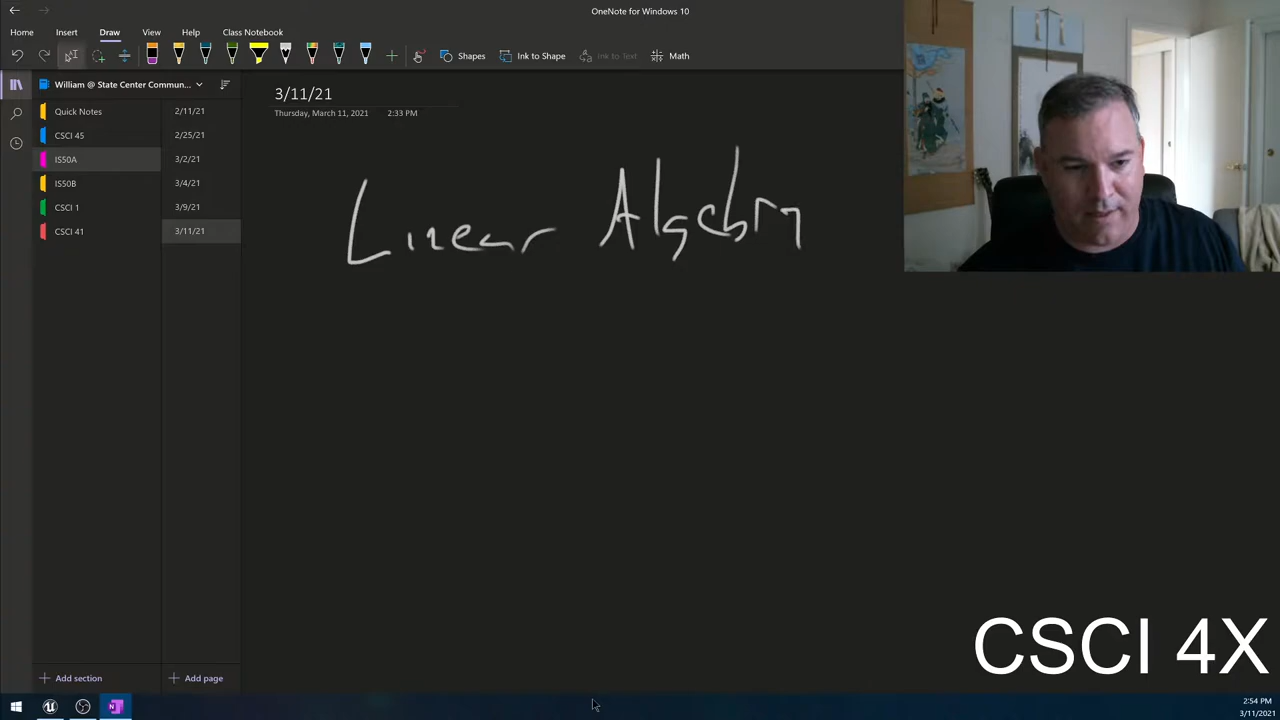 OneNote for Windows 10
Home Insert Draw View Help Class Notebook
Shapes Ink to Shape Ink to Text Math
William @ State Center Commun...
Quick Notes
CSCI 45
IS50A
IS50B
CSCI 1
CSCI 41
2/11/21
2/25/21
3/2/21
3/4/21
3/9/21
3/11/21
3/11/21
Thursday, March 11, 2021 2:33 PM
Linear Algebra
CSCI 4X
Add section
Add page
2:54 PM
3/11/2021